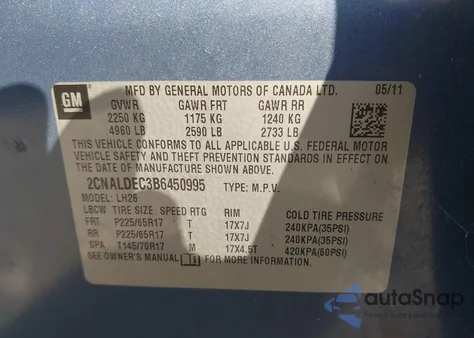 GM
MFD BY GENERAL MOTORS OF CANADA LTD. 05/11
GVWR GAWR FRT GAWR RR
2250 KG 1175 KG 1240 KG
4960 LB 2590 LB 2733 LB
THIS VEHICLE CONFORMS TO ALL APPLICABLE U.S. FEDERAL MOTOR
VEHICLE SAFETY AND THEFT PREVENTION STANDARDS IN EFFECT ON
THE DATE OF MANUFACTURE SHOWN ABOVE.
2CNALDEC3B6450995 TYPE: M.P.V.
MODEL: LH26
LBCW TIRE SIZE SPEED RTG RIM COLD TIRE PRESSURE
FRT P225/65R17 T 17X7J 240KPA(35PSI)
RR P225/65R17 T 17X7J 240KPA(35PSI)
SPA T145/70R17 M 17X4.5T 420KPA(60PSI)
SEE OWNER'S MANUAL FOR MORE INFORMATION.
autoSnap